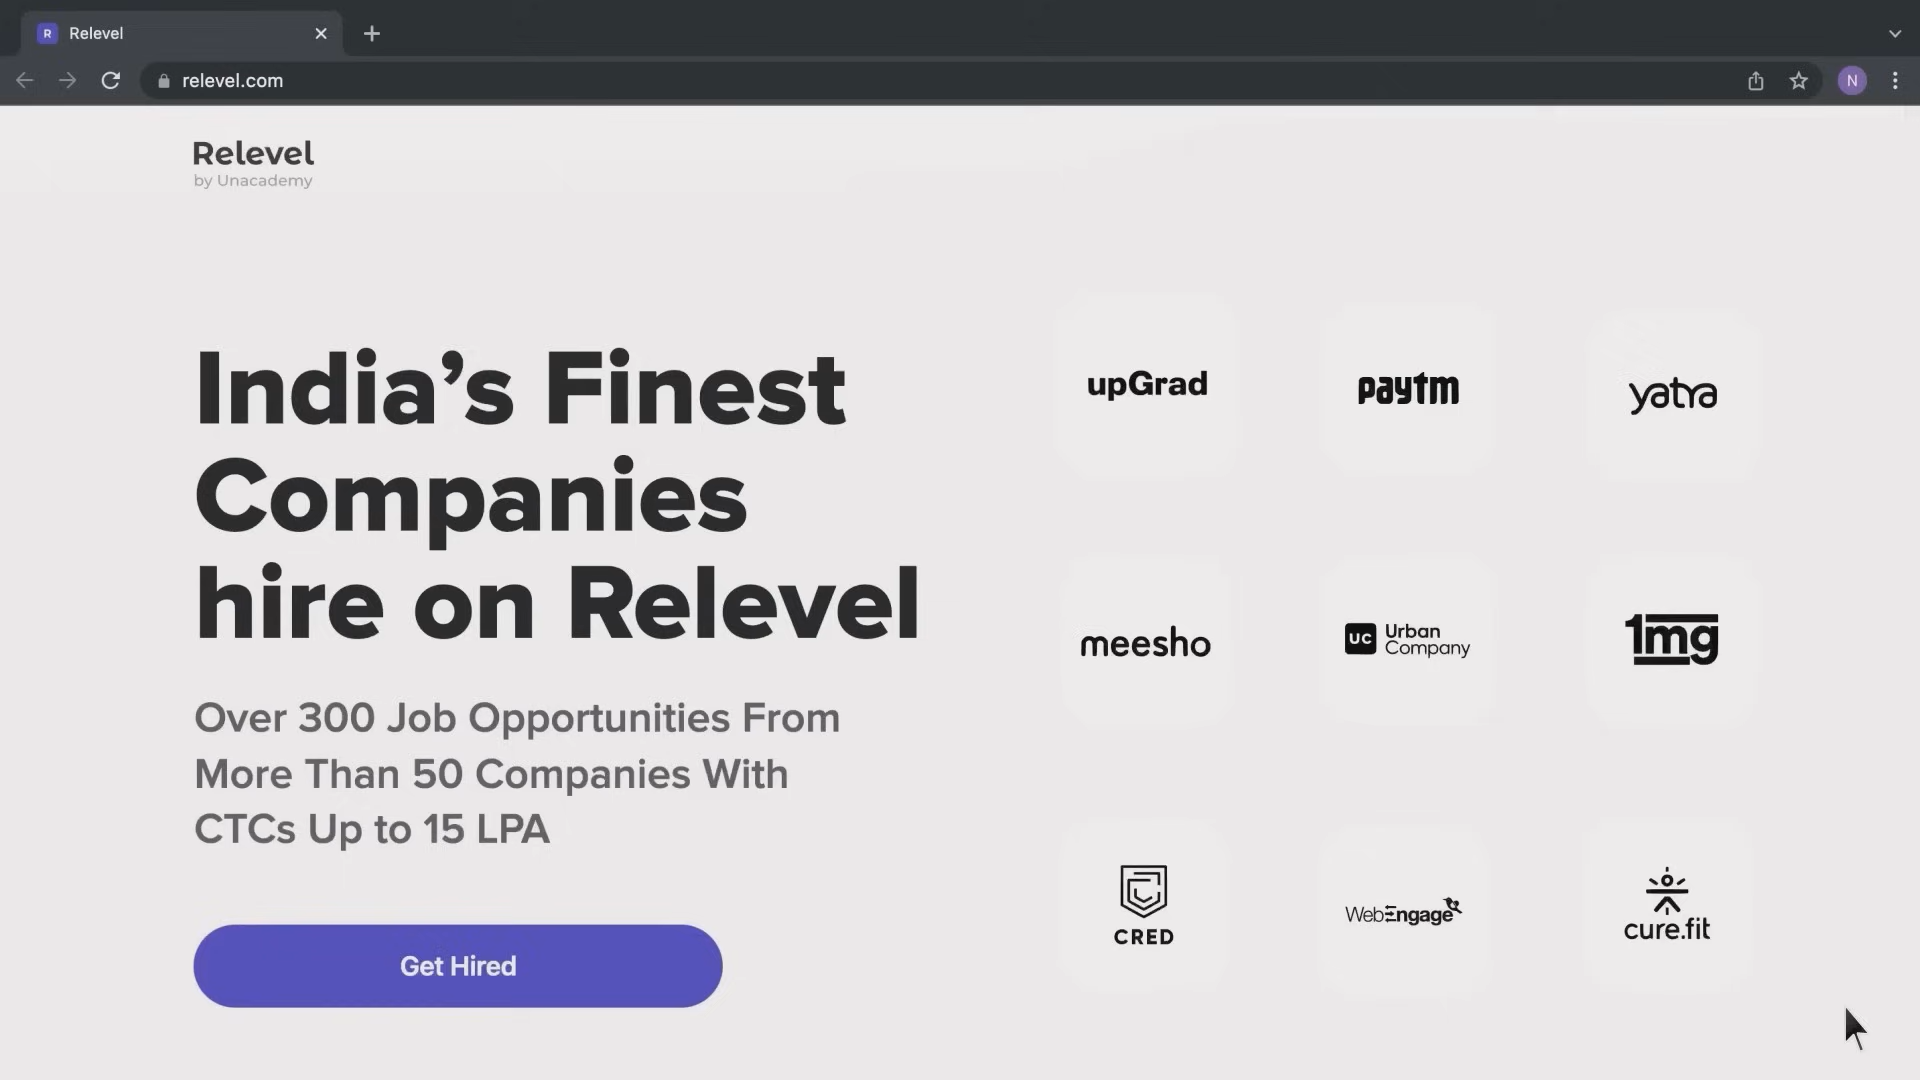 R Relevel
relevel.com
N
Relevel
by Unacademy
India’s Finest
Companies
hire on Relevel
Over 300 Job Opportunities From
More Than 50 Companies With
CTCs Up to 15 LPA
Get Hired
upGrad
paytm
yatra
meesho
UC Urban
Company
1mg
CRED
WebEngage
cure.fit